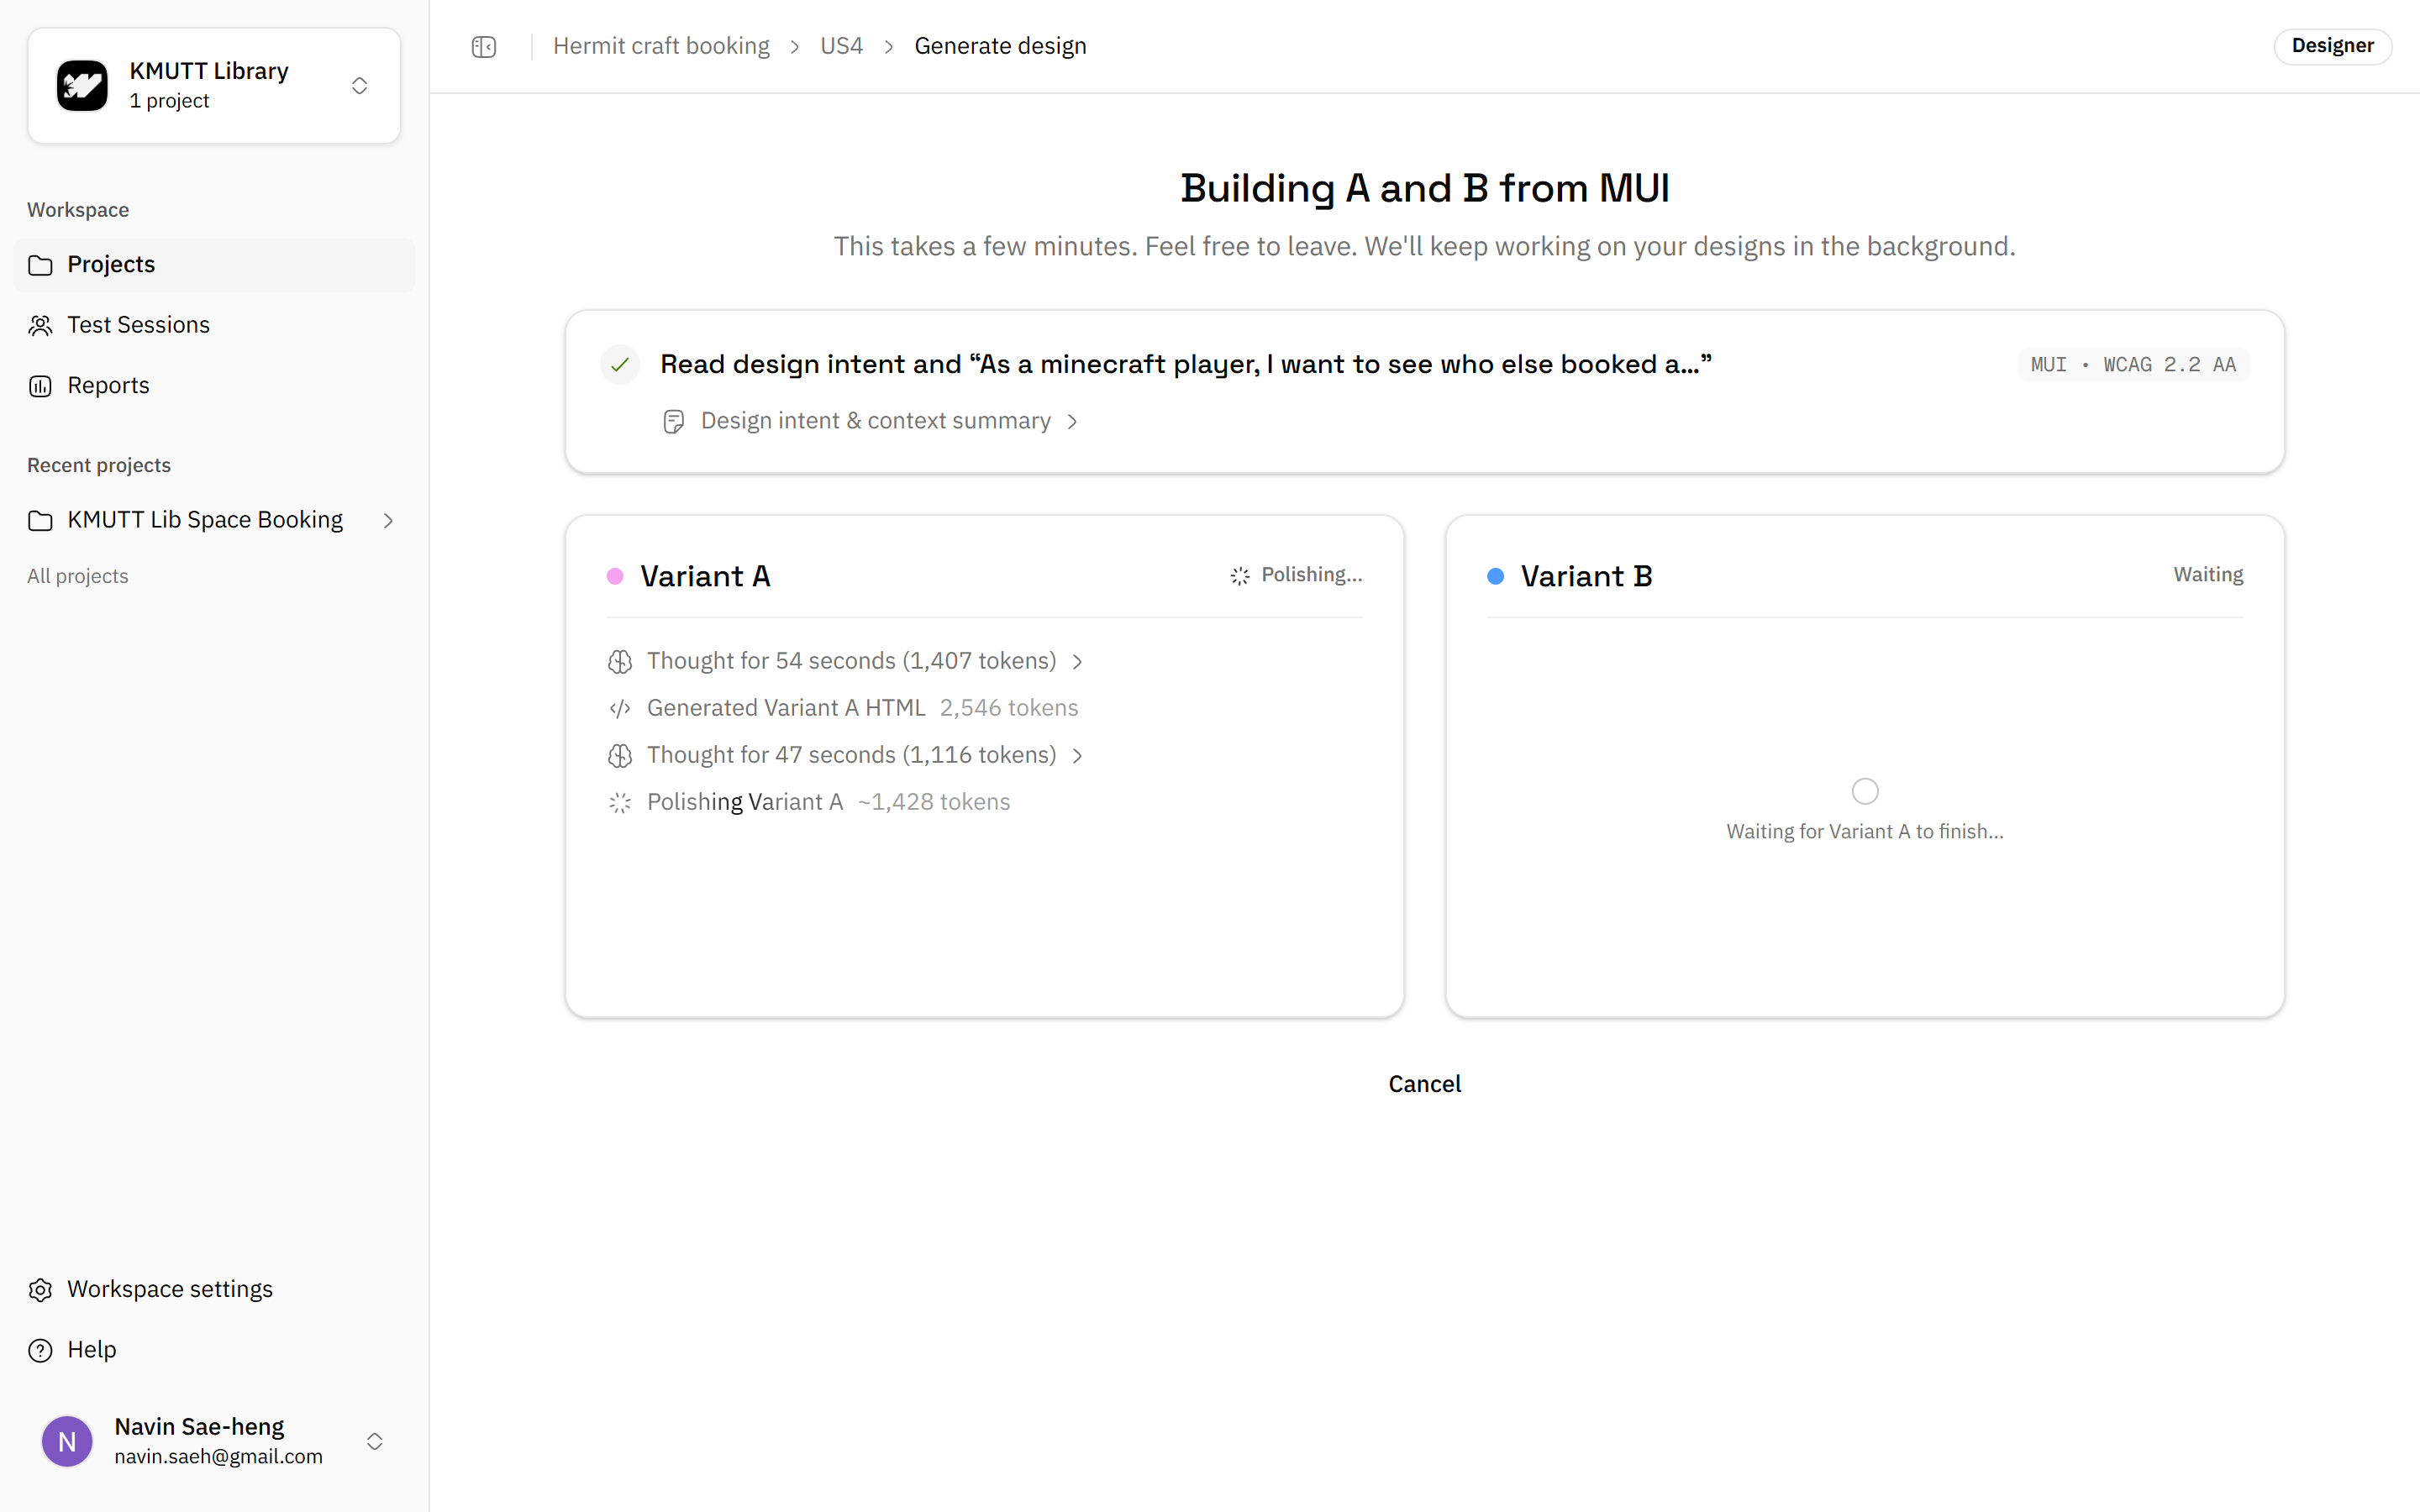 KMUTT Library
1 project
Workspace
Projects
Test Sessions
Reports
Recent projects
KMUTT Lib Space Booking
All projects
Workspace settings
Help
N
Navin Sae-heng
navin.saeh@gmail.com
Hermit craft booking > US4 > Generate design
Designer
Building A and B from MUI
This takes a few minutes. Feel free to leave. We'll keep working on your designs in the background.
Read design intent and “As a minecraft player, I want to see who else booked a…”
MUI • WCAG 2.2 AA
Design intent & context summary
Variant A
Polishing...
Thought for 54 seconds (1,407 tokens)
Generated Variant A HTML 2,546 tokens
Thought for 47 seconds (1,116 tokens)
Polishing Variant A ~1,428 tokens
Variant B
Waiting
Waiting for Variant A to finish...
Cancel